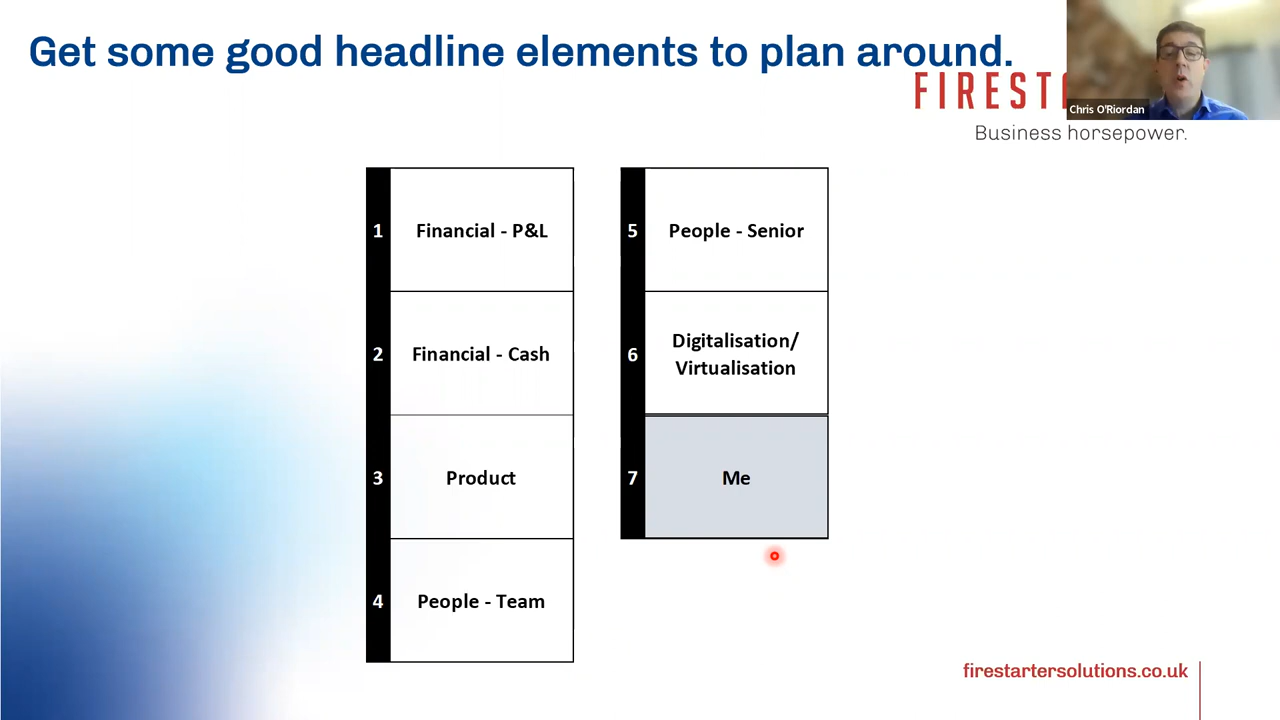 Get some good headline elements to plan around.
FIREST
Chris O'Riordan
Business horsepower.
1
Financial - P&L
2
Financial - Cash
3
Product
4
People - Team
5
People - Senior
6
Digitalisation/
Virtualisation
7
Me
firestartersolutions.co.uk